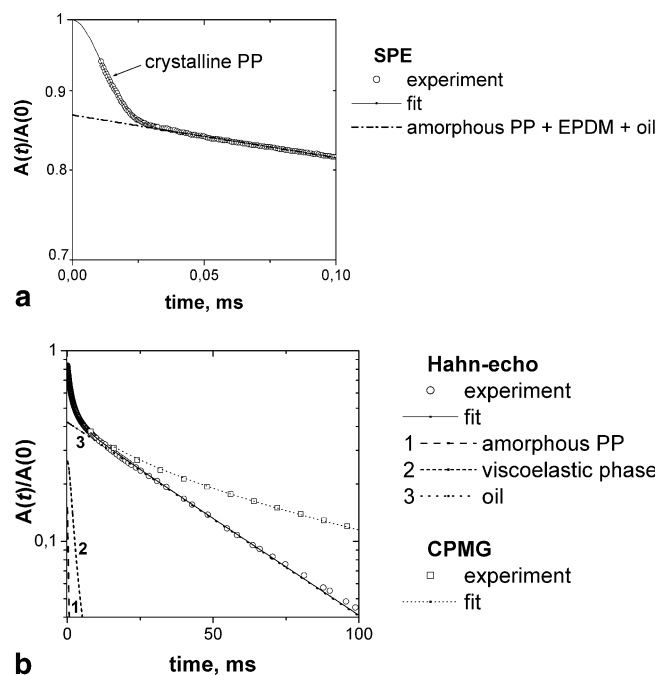 1
0.9
0.8
0.7
A(t)/A(0)
crystalline PP
0,00
0,05
0,10
time, ms
a
SPE
experiment
fit
amorphous PP + EPDM + oil
1
0,1
A(t)/A(0)
3
2
1
0
50
100
time, ms
b
Hahn-echo
experiment
fit
1 amorphous PP
2 viscoelastic phase
3 oil
CPMG
experiment
fit